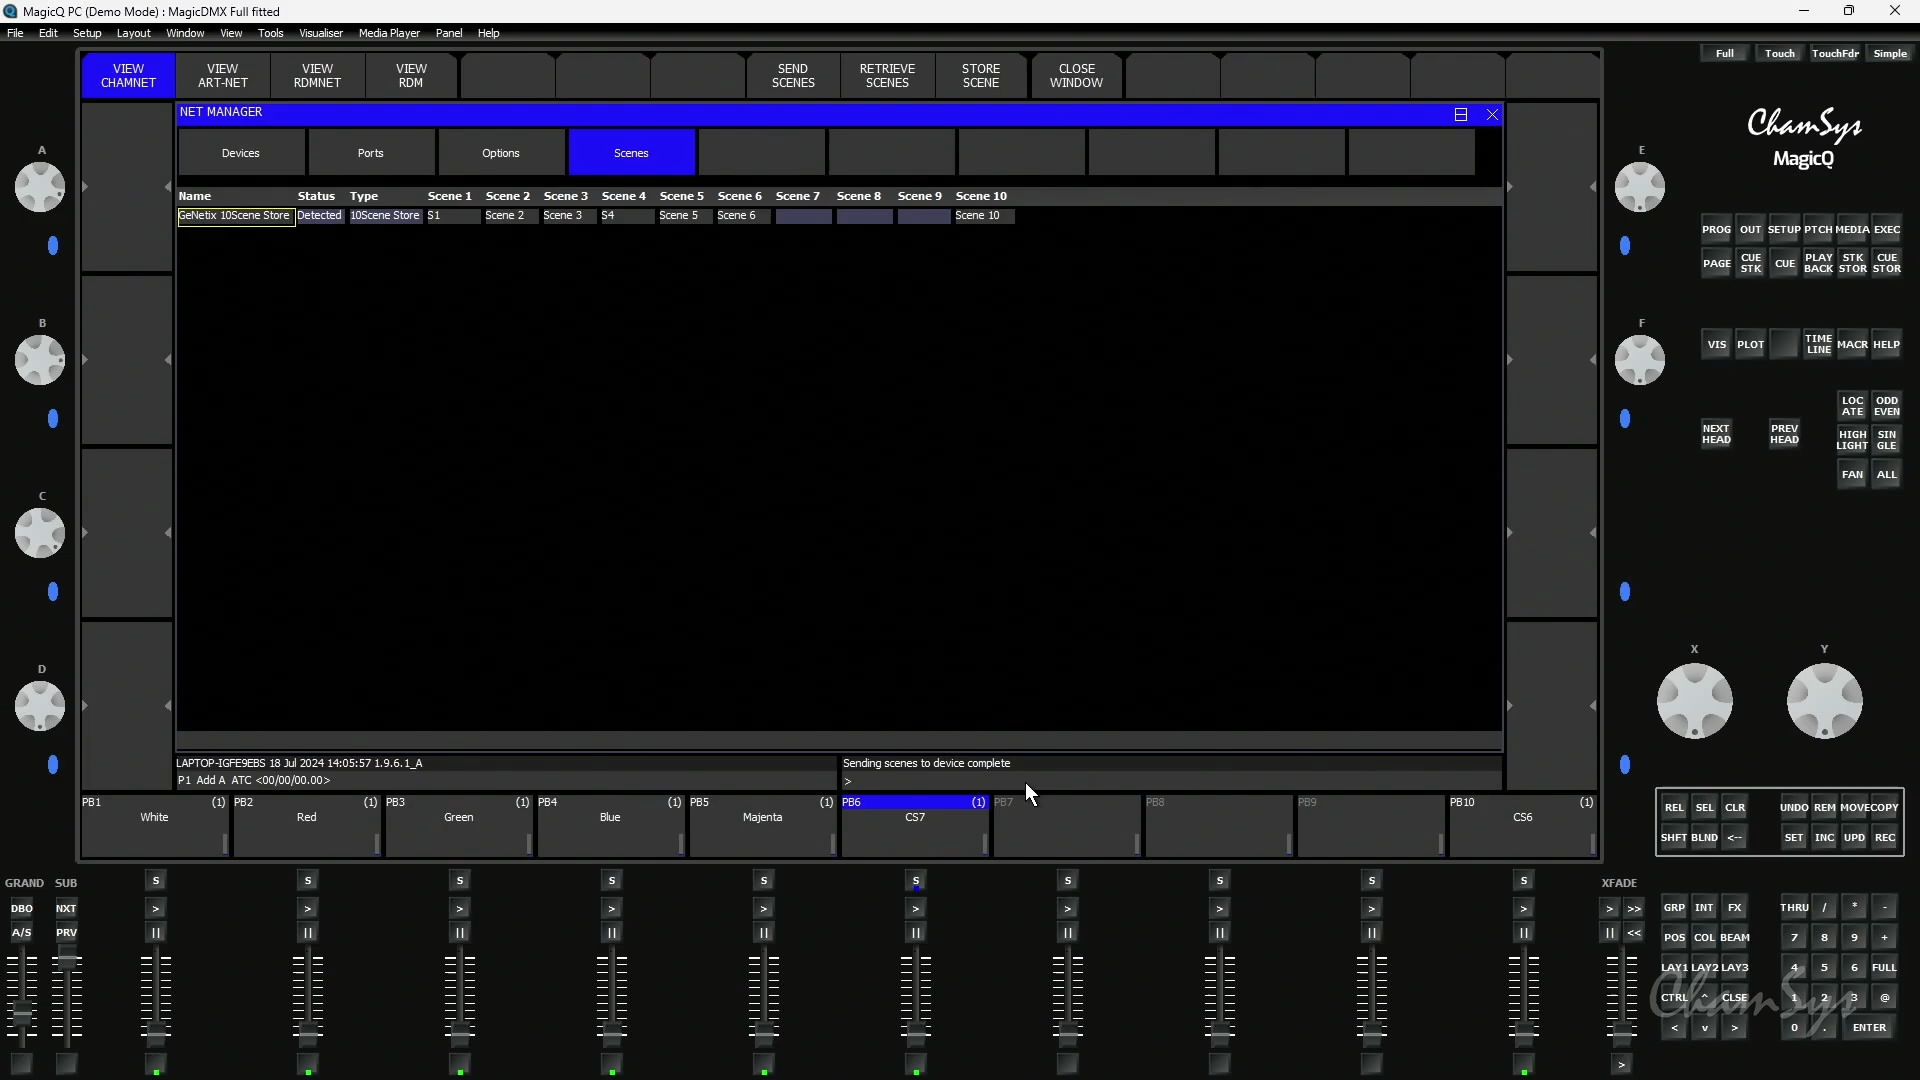 MagicQ PC (Demo Mode) : MagicDMX Full fitted
File Edit Setup Layout Window View Tools Visualiser Media Player Panel Help
Full Touch TouchFdr Simple
VIEW CHAMNET
VIEW ART-NET
VIEW RDMNET
VIEW RDM
SEND SCENES
RETRIEVE SCENES
STORE SCENE
CLOSE WINDOW
NET MANAGER
Devices Ports Options Scenes
Name Status Type Scene 1 Scene 2 Scene 3 Scene 4 Scene 5 Scene 6 Scene 7 Scene 8 Scene 9 Scene 10
GeNetix 10Scene Store Detected 10Scene Store S1 Scene 2 Scene 3 S4 Scene 5 Scene 6 Scene 10
A
B
C
D
E
F
ChamSys
MagicQ
PROG OUT SETUP PTCH MEDIA EXEC
PAGE CUE STK CUE PLAY BACK STK STOR CUE STOR
VIS PLOT TIME LINE MACR HELP
LOC ATE ODD EVEN
NEXT HEAD PREV HEAD HIGH LIGHT SIN GLE
FAN ALL
X Y
LAPTOP-IGFE9EBS 18 Jul 2024 14:05:57 1.9.6.1_A
P1 Add A ATC <00/00/00.00>
Sending scenes to device complete
>
PB1 (1) PB2 (1) PB3 (1) PB4 (1) PB5 (1) PB6 (1) PB7 PB8 PB9 PB10 (1)
White Red Green Blue Majenta CS7 CS6
REL SEL CLR UNDO REM MOVE COPY
SHFT BLND <-- SET INC UPD REC
GRAND SUB S S S S S S S S S S XFADE
DBO NXT > > > > > > > > > > > >>
A/S PRV || || || || || || || || || || || <<
GRP INT FX THRU / * -
POS COL BEAM 7 8 9 +
LAY1 LAY2 LAY3 4 5 6 FULL
CTRL ^ CLSE 1 2 3 @
< v > 0 . ENTER
ChamSys
>